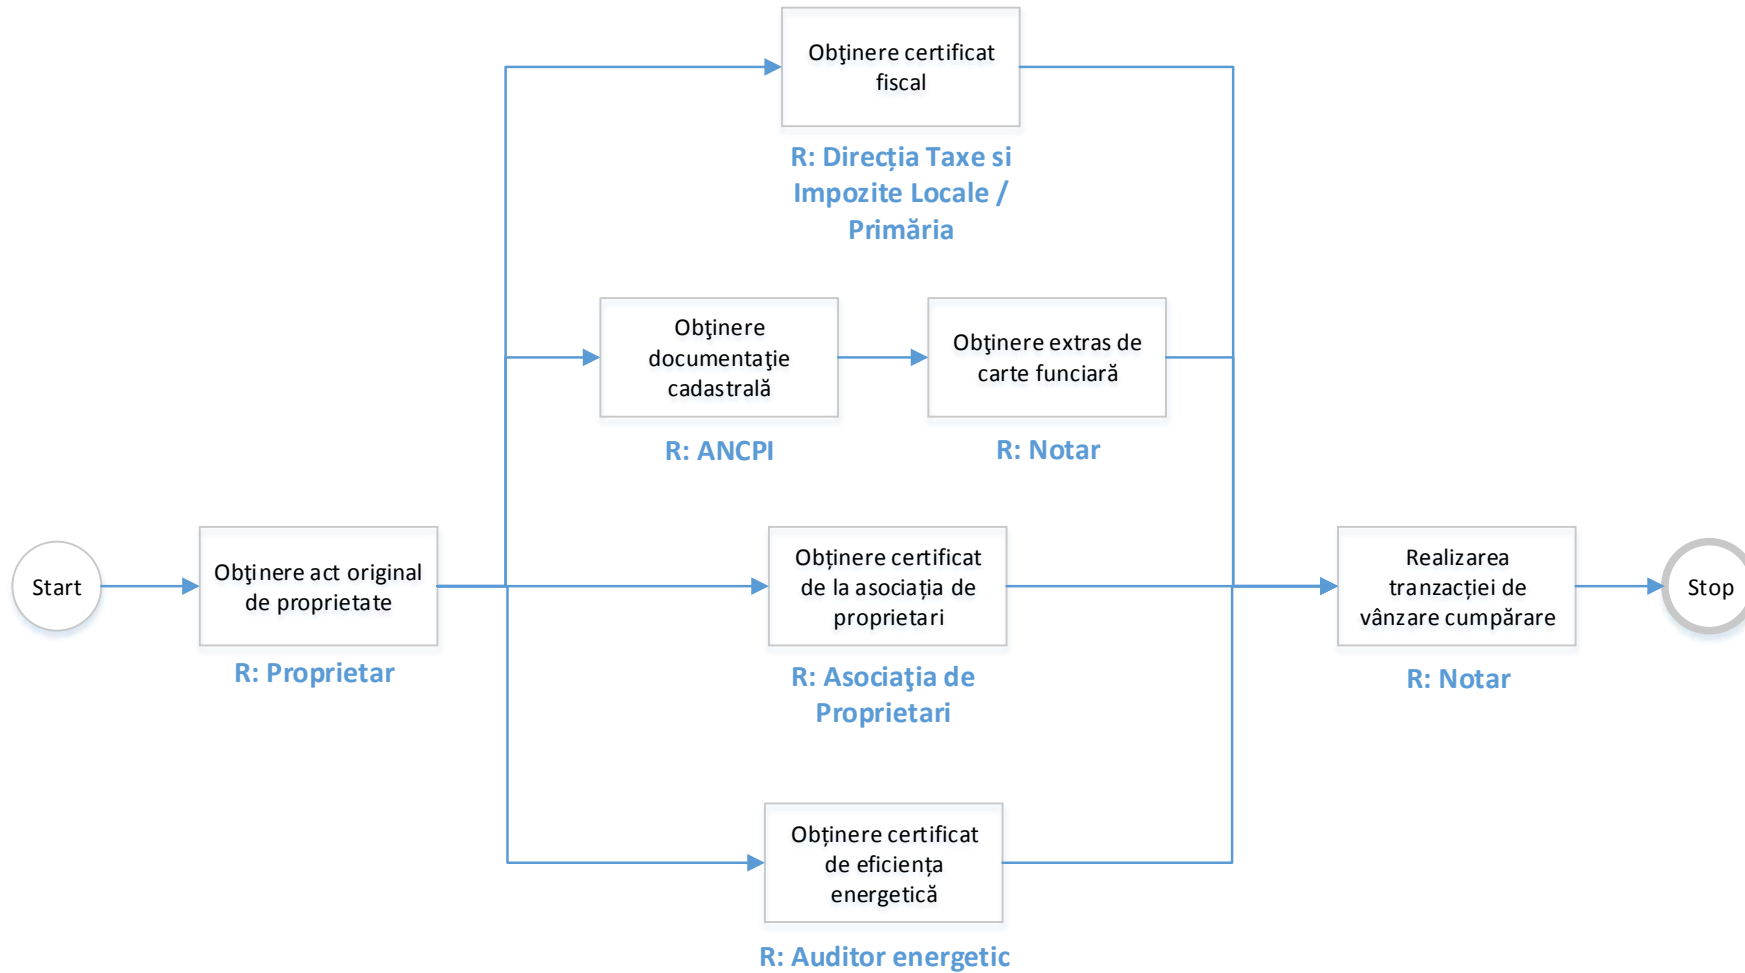 Obţinere certificat
fiscal
R: Direcția Taxe si
Impozite Locale /
Primăria
Obţinere
documentaţie
cadastrală
R: ANCPI
Obţinere extras de
carte funciară
R: Notar
Start
Obţinere act original
de proprietate
R: Proprietar
Obținere certificat
de la asociația de
proprietari
R: Asociaţia de
Proprietari
Realizarea
tranzacției de
vânzare cumpărare
R: Notar
Stop
Obținere certificat
de eficiența
energetică
R: Auditor energetic